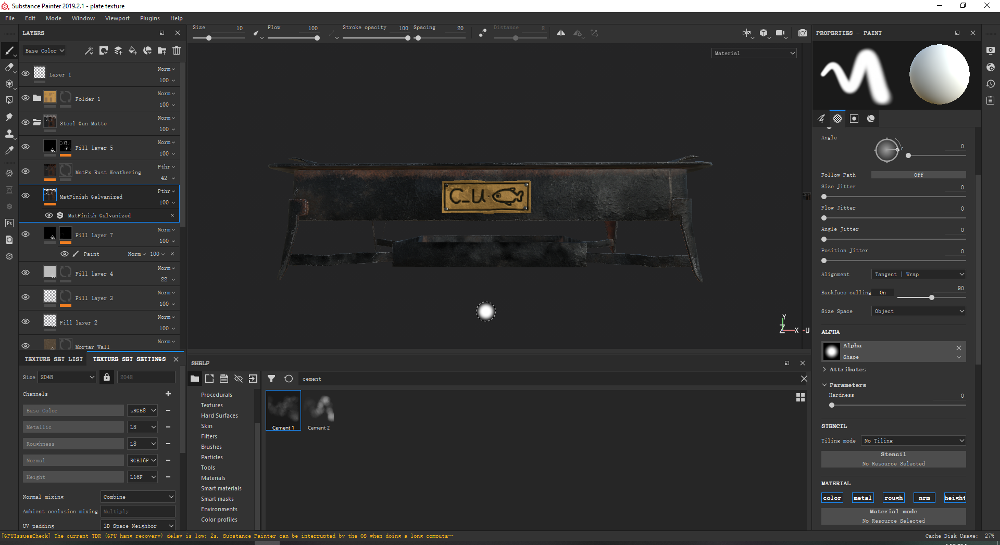 Substance Painter 2019.2.1 - plate texture
File Edit Mode Window Viewport Plugins Help
LAYERS
Base Color
Layer 1 Norm 100
Folder 1 Norm 100
Steel Gun Matte Norm 100
Fill layer 5 Norm 100
MatFx Rust Weathering Pthr 42
MatFinish Galvanized Pthr 100
MatFinish Galvanized
Fill layer 7 Norm 100
Paint Norm 100
Fill layer 4 Norm 22
Fill layer 3 Norm 100
Fill layer 2 Norm 100
Mortar Wall Norm
TEXTURE SET LIST TEXTURE SET SETTINGS
Size 2048 2048
Channels
Base Color sRGB8
Metallic L8
Roughness L8
Normal RGB16F
Height L16F
Normal mixing Combine
Ambient occlusion mixing Multiply
UV padding 3D Space Neighbor
Size 10 Flow 100 Stroke opacity 100 Spacing 20 Distance 8
Material
C_U
Y
Z X -U
Ps
SHELF
cement
Procedurals
Textures
Hard Surfaces
Skin
Filters
Brushes
Particles
Tools
Materials
Smart materials
Smart masks
Environments
Color profiles
Cement 1 Cement 2
PROPERTIES - PAINT
Angle 0
Follow Path Off
Size Jitter 0
Flow Jitter 0
Angle Jitter 0
Position Jitter 0
Alignment Tangent | Wrap
Backface culling On 90
Size Space Object
ALPHA
Alpha
Shape
Attributes
Parameters
Hardness 0
STENCIL
Tiling mode No Tiling
Stencil
No Resource Selected
MATERIAL
color metal rough nrm height
Material mode
No Resource Selected
[GPUIssuesCheck] The current TDR (GPU hang recovery) delay is low: 2s. Substance Painter can be interrupted by the OS when doing a long computa…
Cache Disk Usage: 27%